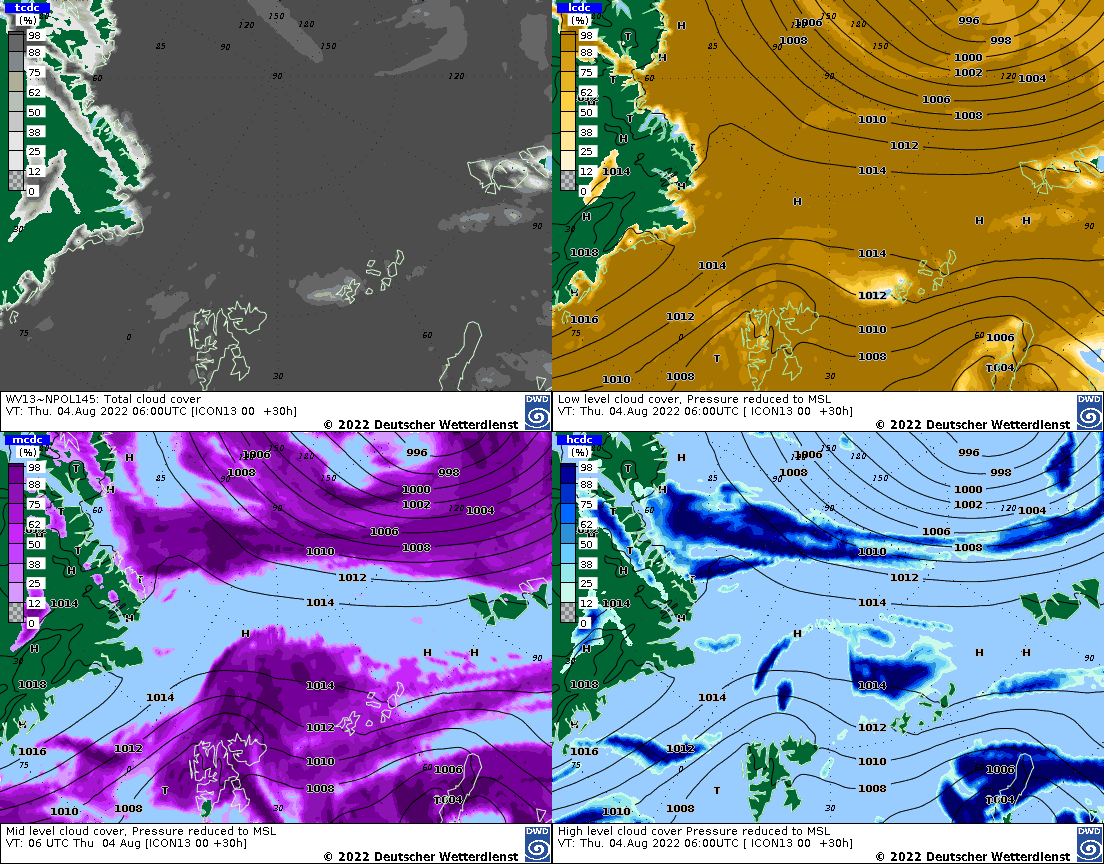 tcdc
(%)
98
88
75
62
50
38
25
12
0
150
120
180
85
90
150
60
90
120
30
90
75
0
60
30
WV13~NPOL145: Total cloud cover
VT: Thu. 04.Aug 2022 06:00UTC [ICON13 00 +30h]
© 2022 Deutscher Wetterdienst
DWD
lcdc
(%)
98
88
75
62
50
38
25
12
0
H
1006
996
T
1008
998
85
90
150
H
1000
60
90
1002
120
1004
T
1006
T
1010
1008
H
1012
T
1014
1014
H
H
H
H
H
90
1018
1014
1014
H
1012
1016
1012
1010
75
0
60
1006
T
1008
T
1004
1010
1008
30
Low level cloud cover, Pressure reduced to MSL
VT: Thu. 04.Aug 2022 06:00UTC [ ICON13 00 +30h]
© 2022 Deutscher Wetterdienst
DWD
mcdc
(%)
98
88
75
62
50
38
25
12
0
H
1006
150
996
T
1008
998
85
150
H
1000
60
90
1002
120
1004
T
1006
T
1010
1008
H
1012
T
1014
1014
H
H
H
H
H
30
90
1018
1014
1014
H
1012
1016
1012
1010
75
0
60
1006
T
1008
T
1004
1010
1008
30
Mid level cloud cover, Pressure reduced to MSL
VT: 06 UTC Thu 04 Aug [ICON13 00 +30h]
© 2022 Deutscher Wetterdienst
DWD
hcdc
(%)
98
88
75
62
50
38
25
12
0
H
1006
996
T
1008
998
85
150
H
1000
60
90
1002
120
1004
T
1006
T
1010
1008
H
1012
T
1014
1014
H
H
H
H
H
30
90
1018
1014
1014
H
1012
1016
1012
1010
75
0
1006
T
1008
T
1004
1010
1008
30
High level cloud cover Pressure reduced to MSL
VT: Thu. 04.Aug 2022 06:00UTC [ ICON13 00 +30h]
© 2022 Deutscher Wetterdienst
DWD